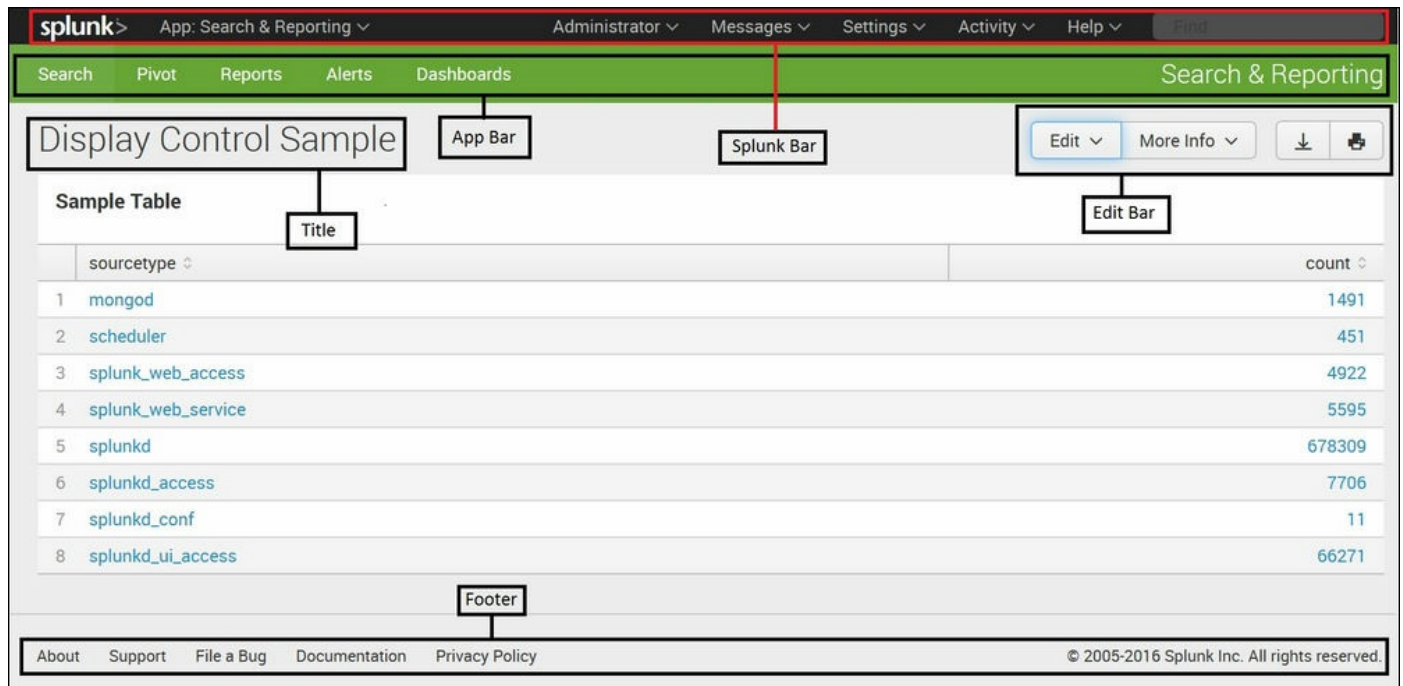 splunk> App: Search & Reporting Administrator Messages Settings Activity Help Find
Search Pivot Reports Alerts Dashboards Search & Reporting
Display Control Sample App Bar Splunk Bar Edit More Info
Sample Table Edit Bar
Title
sourcetype count
1 mongod 1491
2 scheduler 451
3 splunk_web_access 4922
4 splunk_web_service 5595
5 splunkd 678309
6 splunkd_access 7706
7 splunkd_conf 11
8 splunkd_ui_access 66271
Footer
About Support File a Bug Documentation Privacy Policy © 2005-2016 Splunk Inc. All rights reserved.